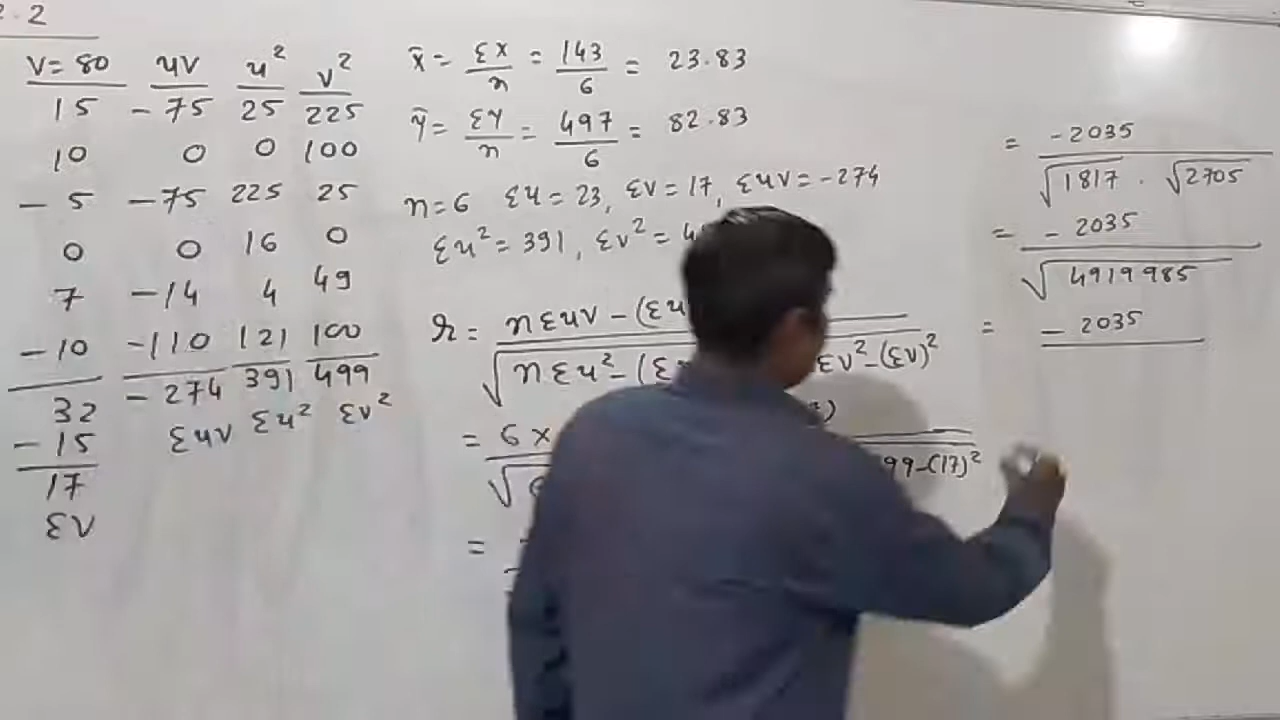 2.2
v=80 uv u² v²
15 -75 25 225
10 0 0 100
-5 -75 225 25
0 0 16 0
7 -14 4 49
-10 -110 121 100
32 -274 391 499
-15 Σuv Σu² Σv²
17
Σv
x̄ = Σx/n = 143/6 = 23.83
ȳ = Σy/n = 497/6 = 82.83
n=6 Σu=23, Σv=17, Σuv=-274
Σu²=391, Σv²=4
r = nΣuv-(Σu
√nΣu²-(Σ Σv²-(Σv)²
= 6× )
√ 99-(17)²
=
= -2035/√1817 . √2705
= -2035/√4919985
= -2035